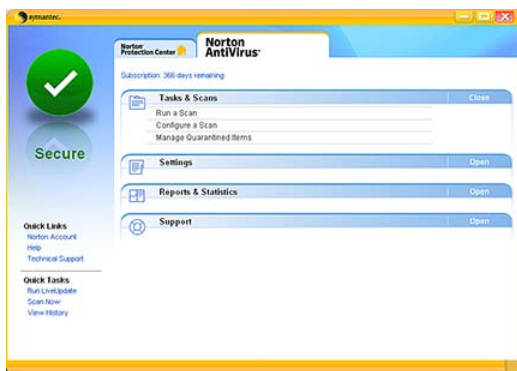 symantec.
Norton Protection Center
Norton AntiVirus
Subscription: 366 days remaining
Tasks & Scans Close
Run a Scan
Configure a Scan
Manage Quarantined Items
Secure
Settings Open
Reports & Statistics Open
Support Open
Quick Links
Norton Account
Help
Technical Support
Quick Tasks
Run LiveUpdate
Scan Now
View History